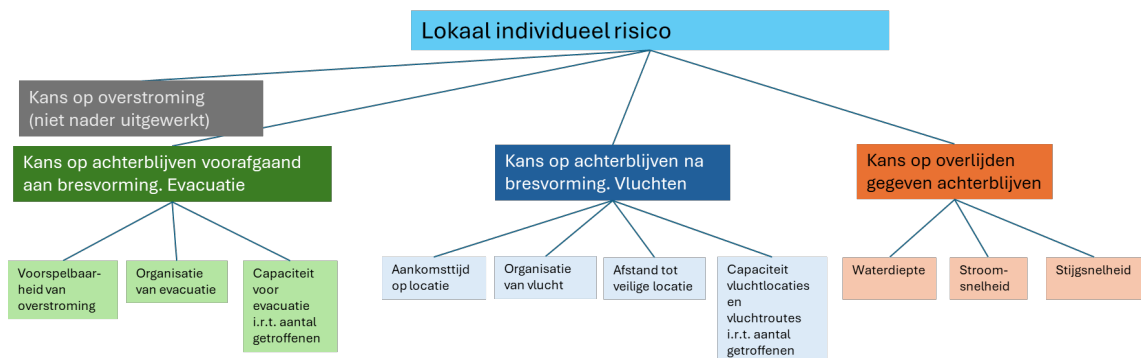 Lokaal individueel risico
Kans op overstroming
(niet nader uitgewerkt)
Kans op achterblijven voorafgaand
aan bresvorming. Evacuatie
Kans op achterblijven na
bresvorming. Vluchten
Kans op overlijden
gegeven achterblijven
Voorspelbaar-
heid van
overstroming
Organisatie
van evacuatie
Capaciteit
voor
evacuatie
i.r.t. aantal
getroffenen
Aankomsttijd
op locatie
Organisatie
van vlucht
Afstand tot
veilige locatie
Capaciteit
vluchtlocaties
en
vluchtroutes
i.r.t. aantal
getroffenen
Waterdiepte
Stroom-
snelheid
Stijgsnelheid